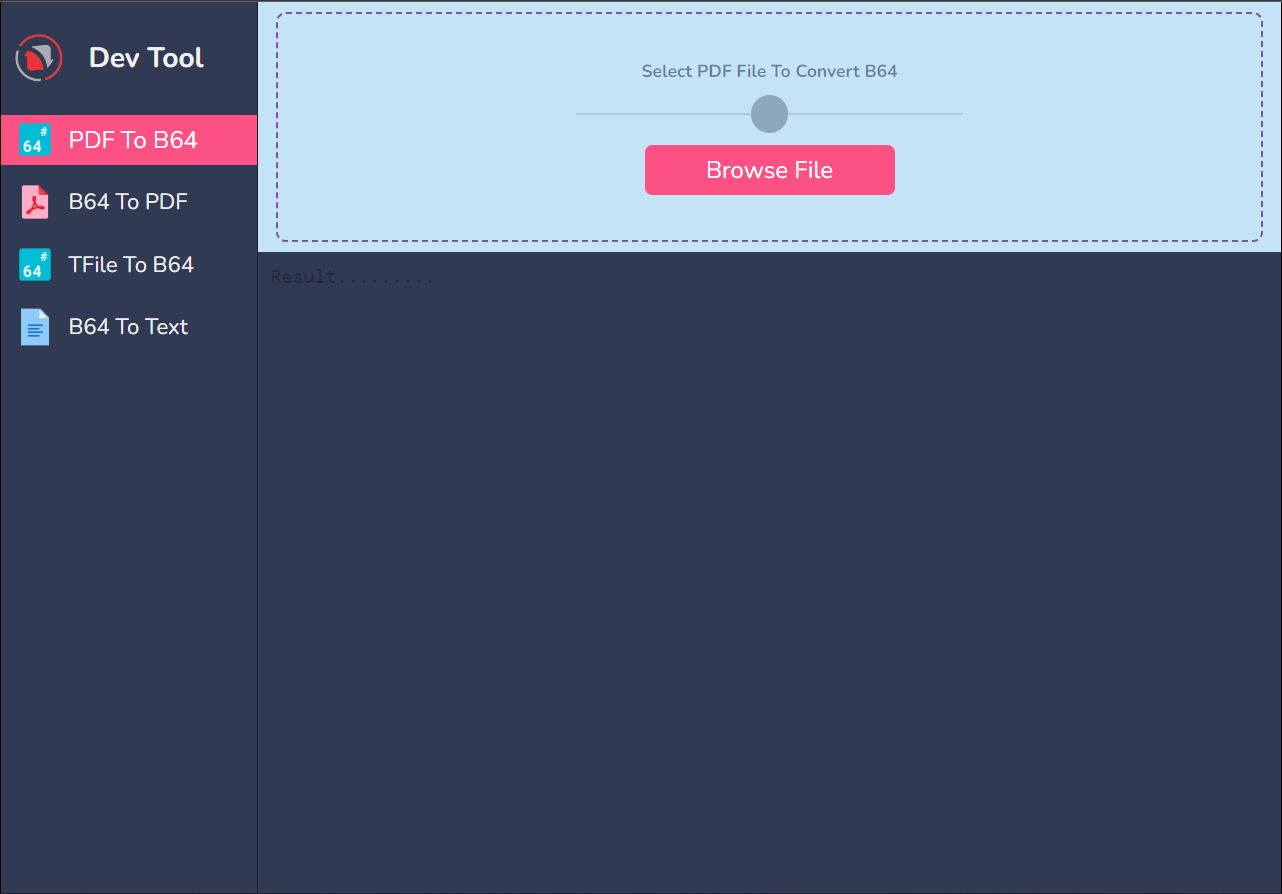 Dev Tool
# 64 PDF To B64
B64 To PDF
# 64 TFile To B64
B64 To Text
Select PDF File To Convert B64
Browse File
Result.........